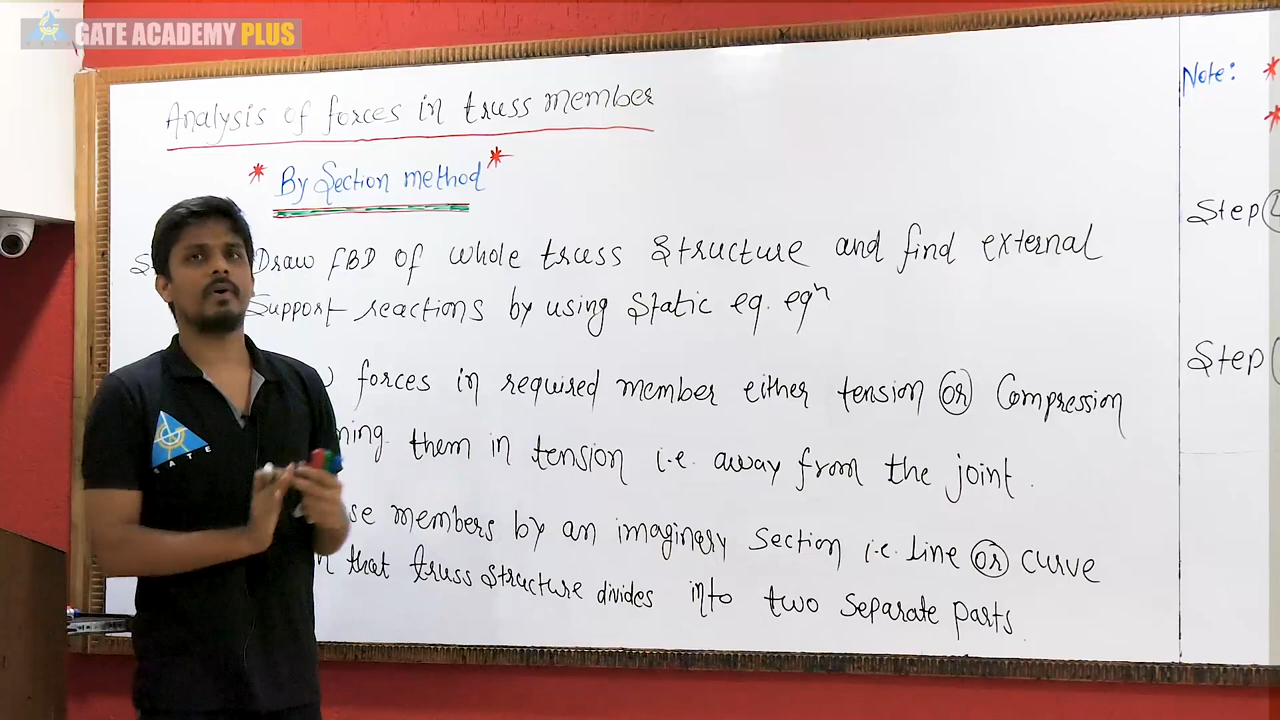 GATE ACADEMY PLUS
Analysis of forces in truss member
* By Section method *
Draw FBD of whole truss structure and find external
support reactions by using static eq. eqⁿ
forces in required member either tension or Compression
them in tension i.e. away from the joint.
members by an imaginary section i.e. line or curve
that truss structure divides into two separate parts.
Note: *
*
Step
Step
GATE